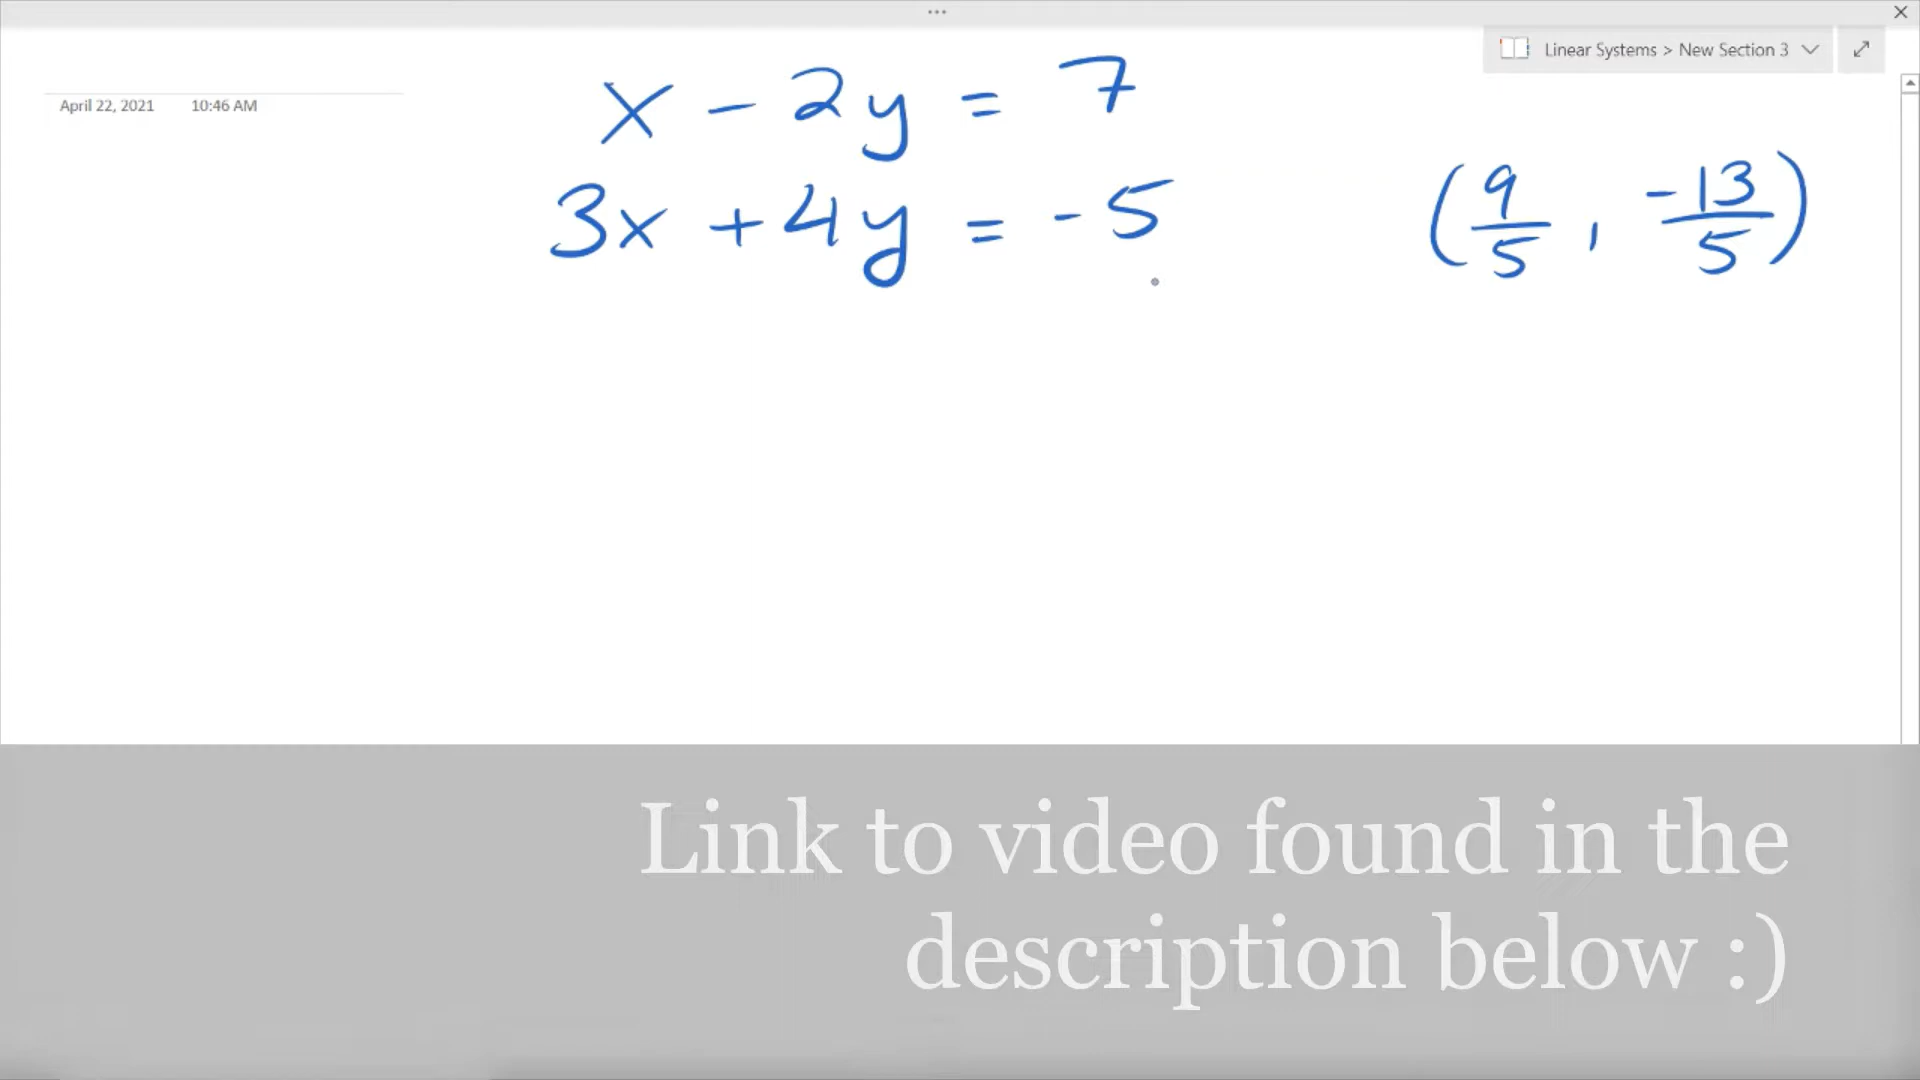 ...
Linear Systems > New Section 3
April 22, 2021 10:46 AM
x - 2y = 7
3x + 4y = -5
(9/5, -13/5)
Link to video found in the
description below :)